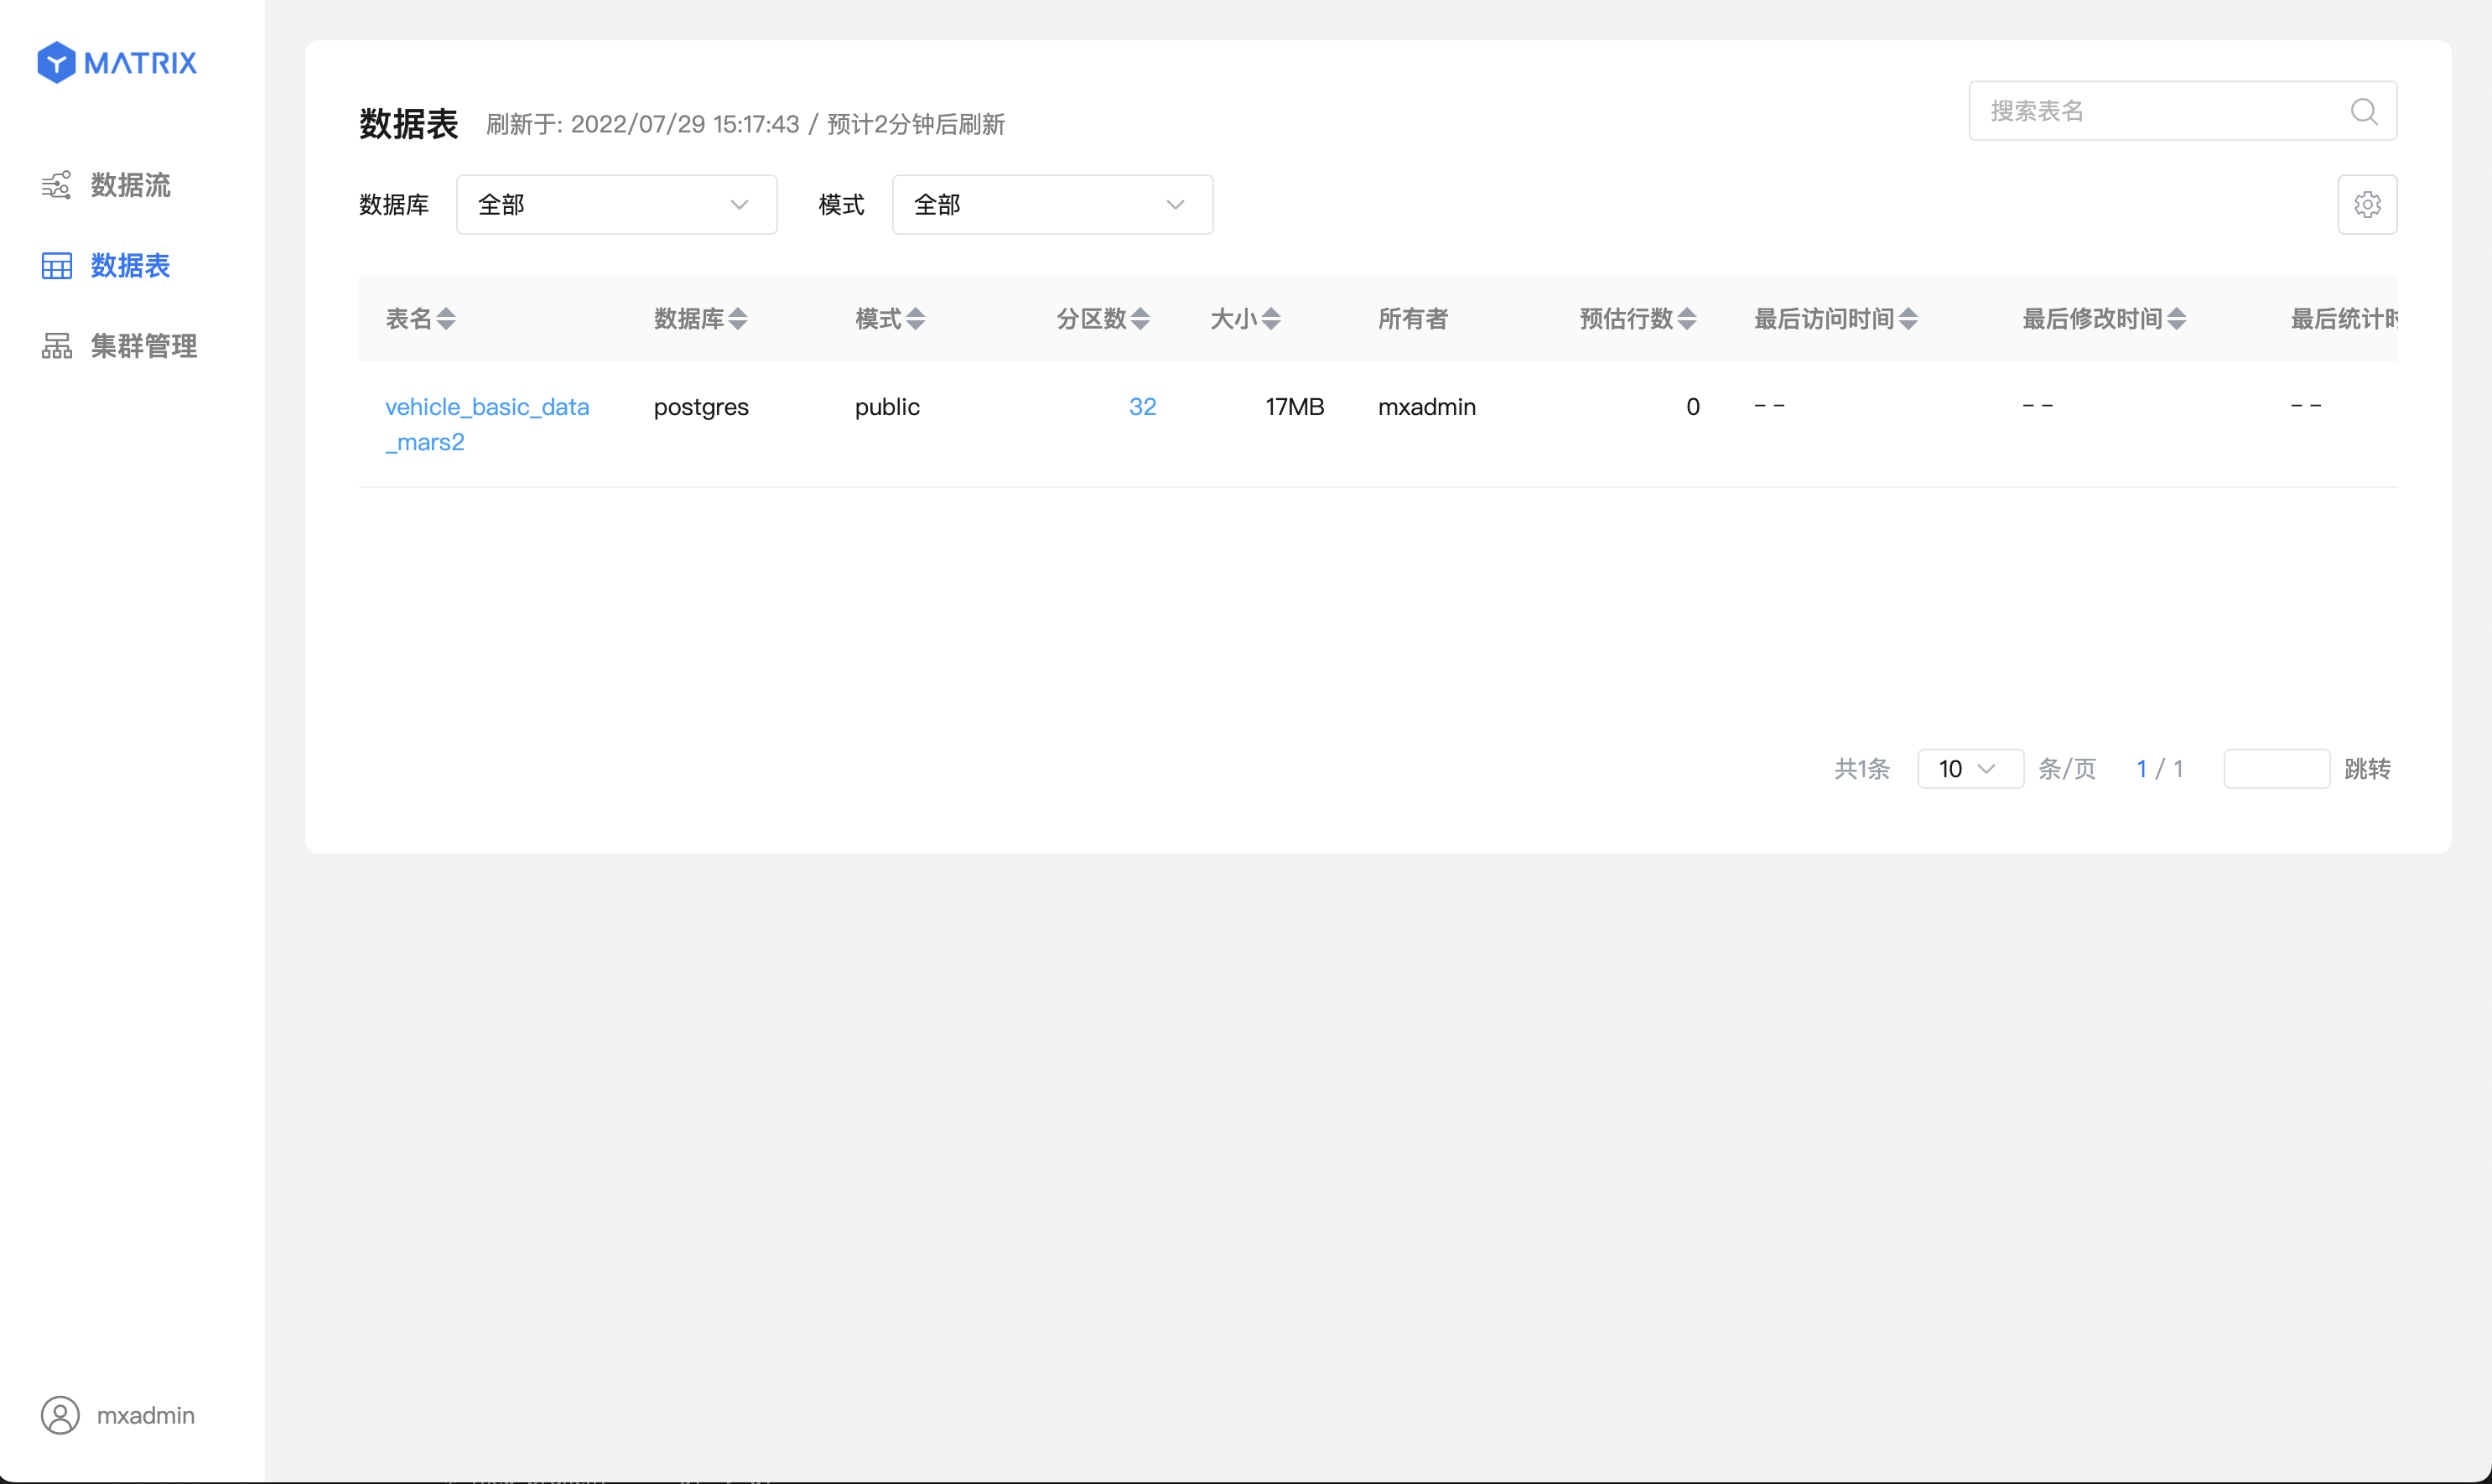 MATRIX
数据流
数据表
集群管理
mxadmin
数据表 刷新于: 2022/07/29 15:17:43 / 预计2分钟后刷新
搜索表名
数据库 全部 模式 全部
表名 数据库 模式 分区数 大小 所有者 预估行数 最后访问时间 最后修改时间 最后统计
vehicle_basic_data postgres public 32 17MB mxadmin 0 -- -- --
_mars2
共1条 10 条/页 1 / 1 跳转